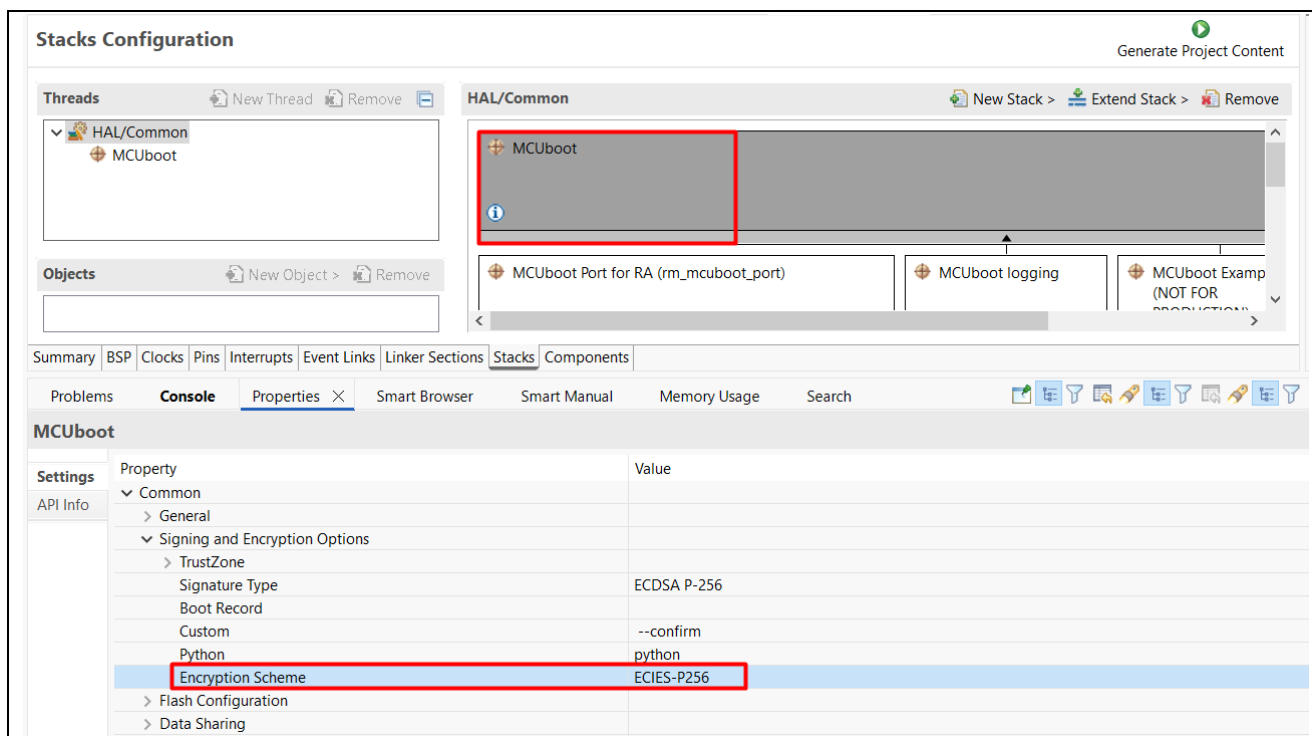 Stacks Configuration
Generate Project Content
Threads
New Thread
Remove
HAL/Common
MCUboot
Objects
New Object >
Remove
HAL/Common
New Stack >
Extend Stack >
Remove
MCUboot
MCUboot Port for RA (rm_mcuboot_port)
MCUboot logging
MCUboot Examp
(NOT FOR
Summary BSP Clocks Pins Interrupts Event Links Linker Sections Stacks Components
Problems Console Properties Smart Browser Smart Manual Memory Usage Search
MCUboot
Settings
API Info
Property Value
Common
General
Signing and Encryption Options
TrustZone
Signature Type ECDSA P-256
Boot Record
Custom --confirm
Python python
Encryption Scheme ECIES-P256
Flash Configuration
Data Sharing